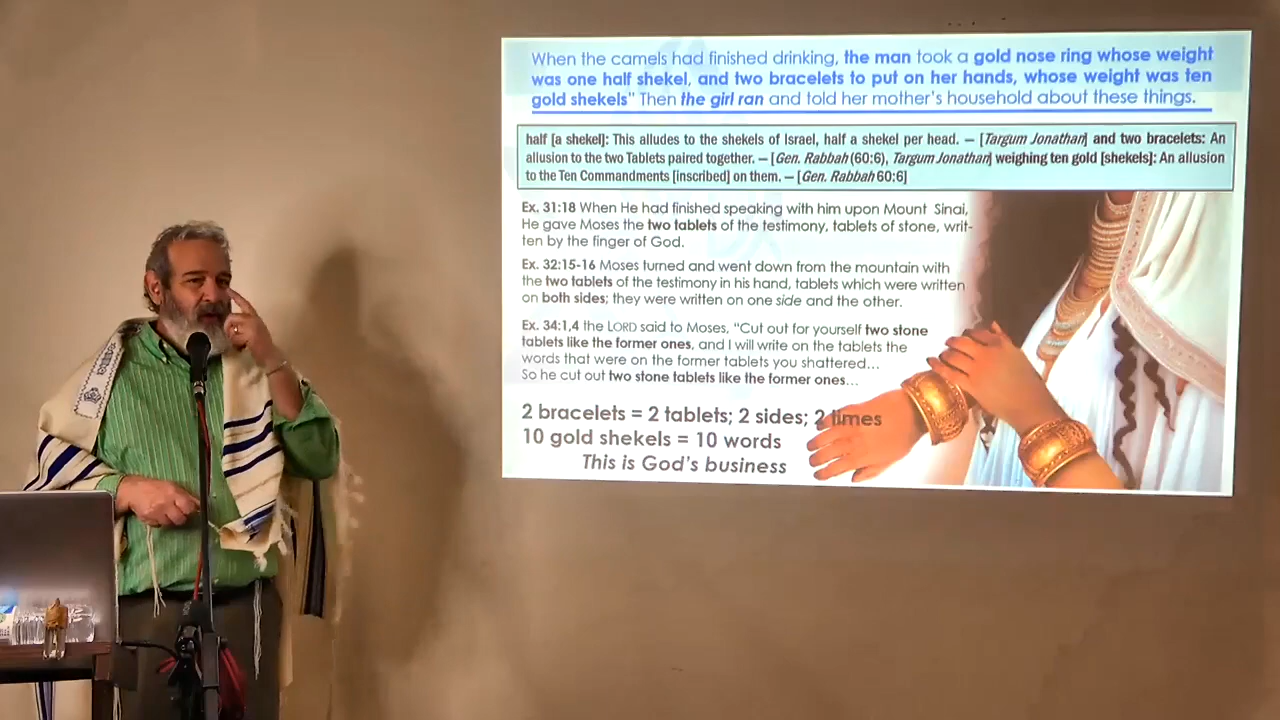 When the camels had finished drinking, the man took a gold nose ring whose weight
was one half shekel, and two bracelets to put on her hands, whose weight was ten
gold shekels" Then the girl ran and told her mother's household about these things.
half [a shekel]: This alludes to the shekels of Israel, half a shekel per head. — [Targum Jonathan] and two bracelets: An
allusion to the two Tablets paired together. — [Gen. Rabbah (60:6), Targum Jonathan] weighing ten gold [shekels]: An allusion
to the Ten Commandments [inscribed] on them. — [Gen. Rabbah 60:6]
Ex. 31:18 When He had finished speaking with him upon Mount Sinai,
He gave Moses the two tablets of the testimony, tablets of stone, writ-
ten by the finger of God.
Ex. 32:15-16 Moses turned and went down from the mountain with
the two tablets of the testimony in his hand, tablets which were written
on both sides; they were written on one side and the other.
Ex. 34:1,4 the LORD said to Moses, "Cut out for yourself two stone
tablets like the former ones, and I will write on the tablets the
words that were on the former tablets you shattered...
So he cut out two stone tablets like the former ones...
2 bracelets = 2 tablets; 2 sides; 2 times
10 gold shekels = 10 words
This is God's business